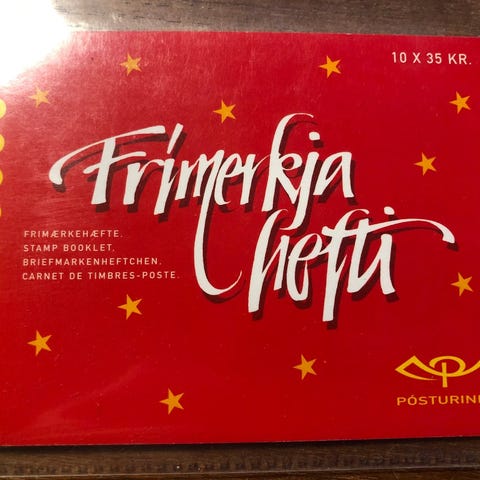 10 X 35 KR.
Frímerkja
hefti
FRIMÆRKEHÆFTE.
STAMP BOOKLET.
BRIEFMARKENHEFTCHEN.
CARNET DE TIMBRES-POSTE.
PÓSTURIN